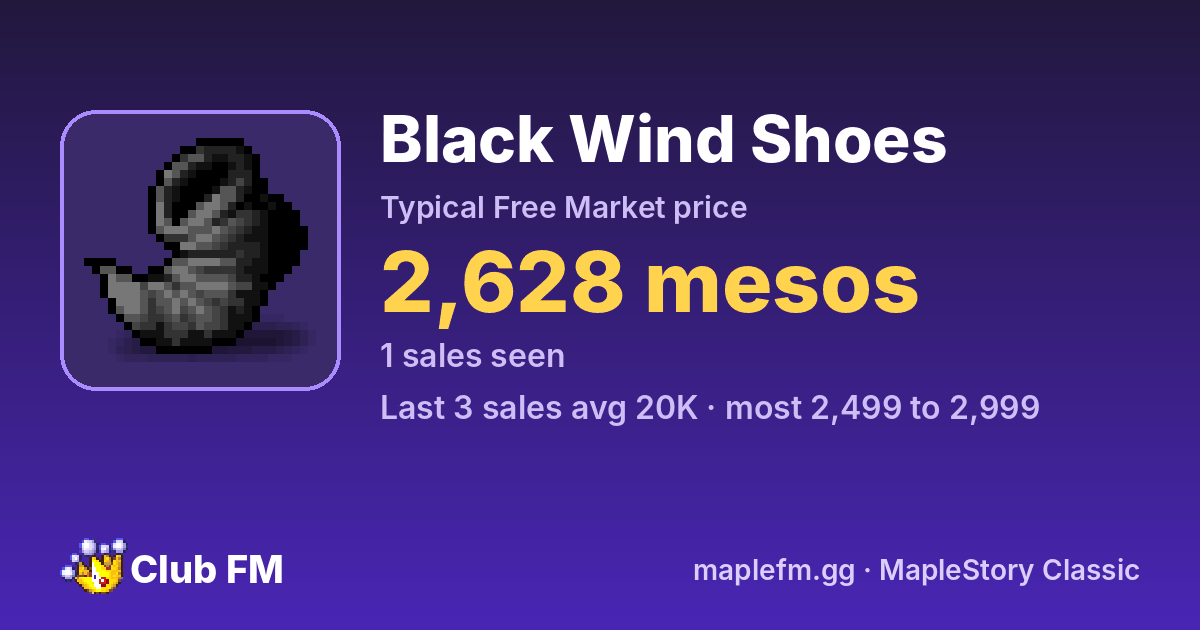 Black Wind Shoes
Typical Free Market price
2,628 mesos
1 sales seen
Last 3 sales avg 20K · most 2,499 to 2,999
Club FM
maplefm.gg · MapleStory Classic